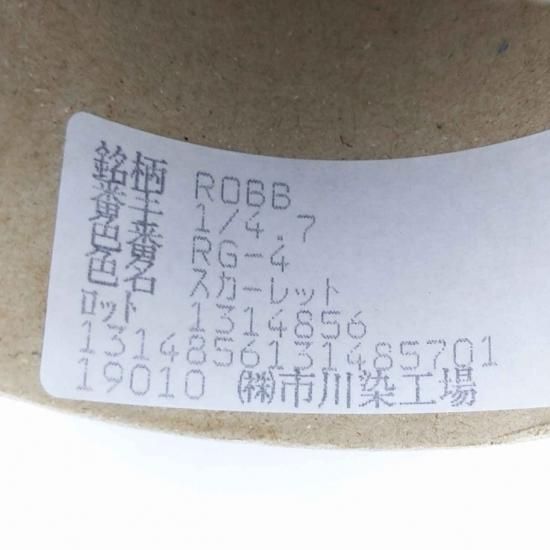 銘柄 ROBB
番手 1/4.7
色番 RG-4
色名 スカーレット
ロット 1314856
1314856131485701
19010 ㈱市川染工場